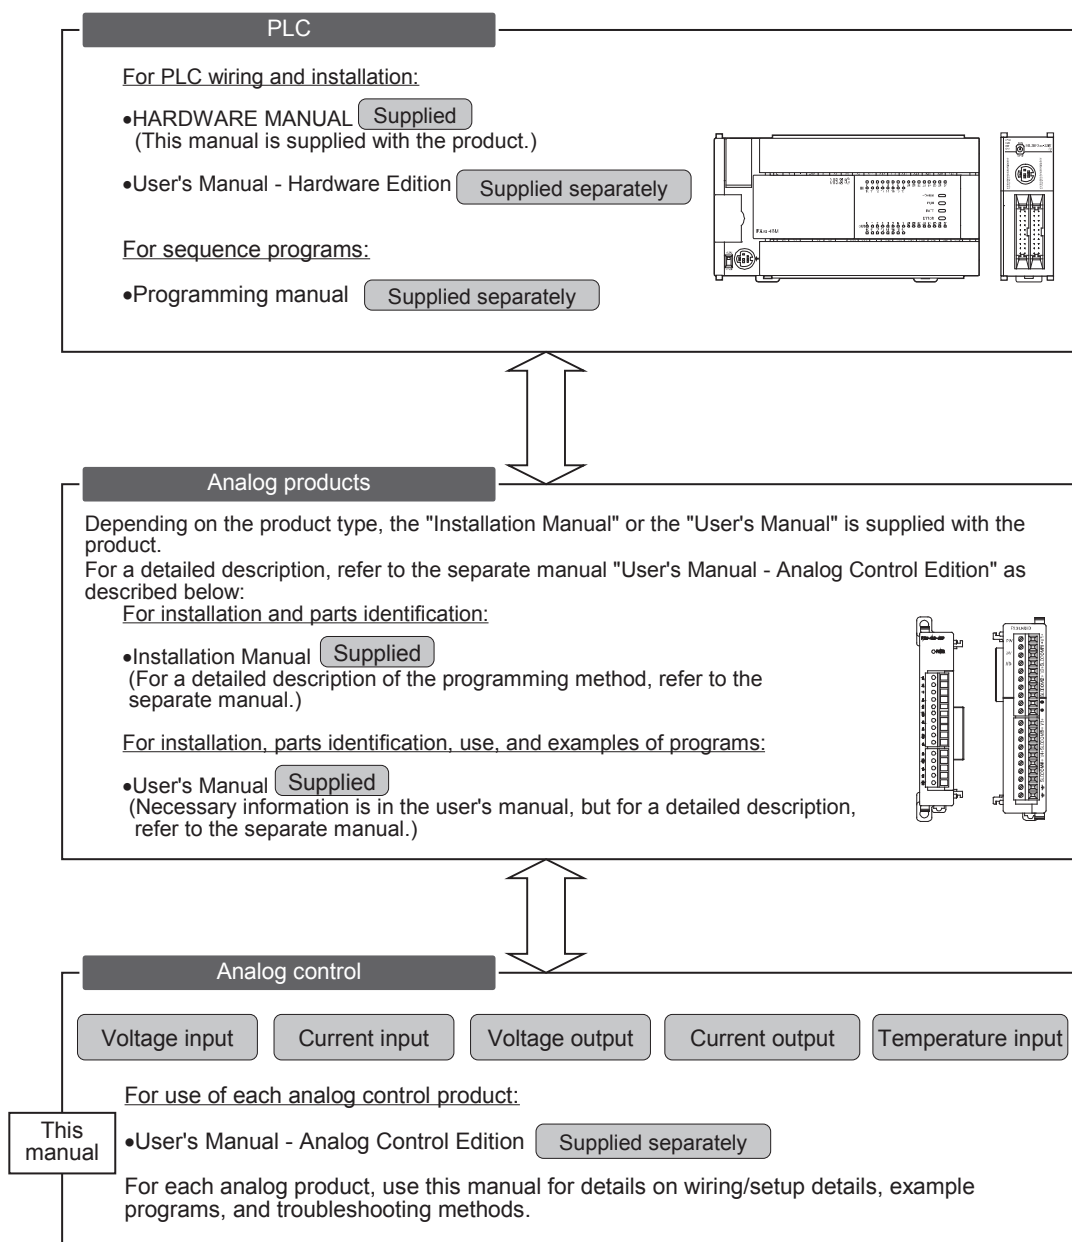 PLC
For PLC wiring and installation:
•HARDWARE MANUAL Supplied
(This manual is supplied with the product.)
•User's Manual - Hardware Edition Supplied separately
For sequence programs:
•Programming manual Supplied separately
Analog products
Depending on the product type, the "Installation Manual" or the "User's Manual" is supplied with the
product.
For a detailed description, refer to the separate manual "User's Manual - Analog Control Edition" as
described below:
For installation and parts identification:
•Installation Manual Supplied
(For a detailed description of the programming method, refer to the
separate manual.)
For installation, parts identification, use, and examples of programs:
•User's Manual Supplied
(Necessary information is in the user's manual, but for a detailed description,
refer to the separate manual.)
Analog control
Voltage input Current input Voltage output Current output Temperature input
For use of each analog control product:
This
manual
•User's Manual - Analog Control Edition Supplied separately
For each analog product, use this manual for details on wiring/setup details, example
programs, and troubleshooting methods.